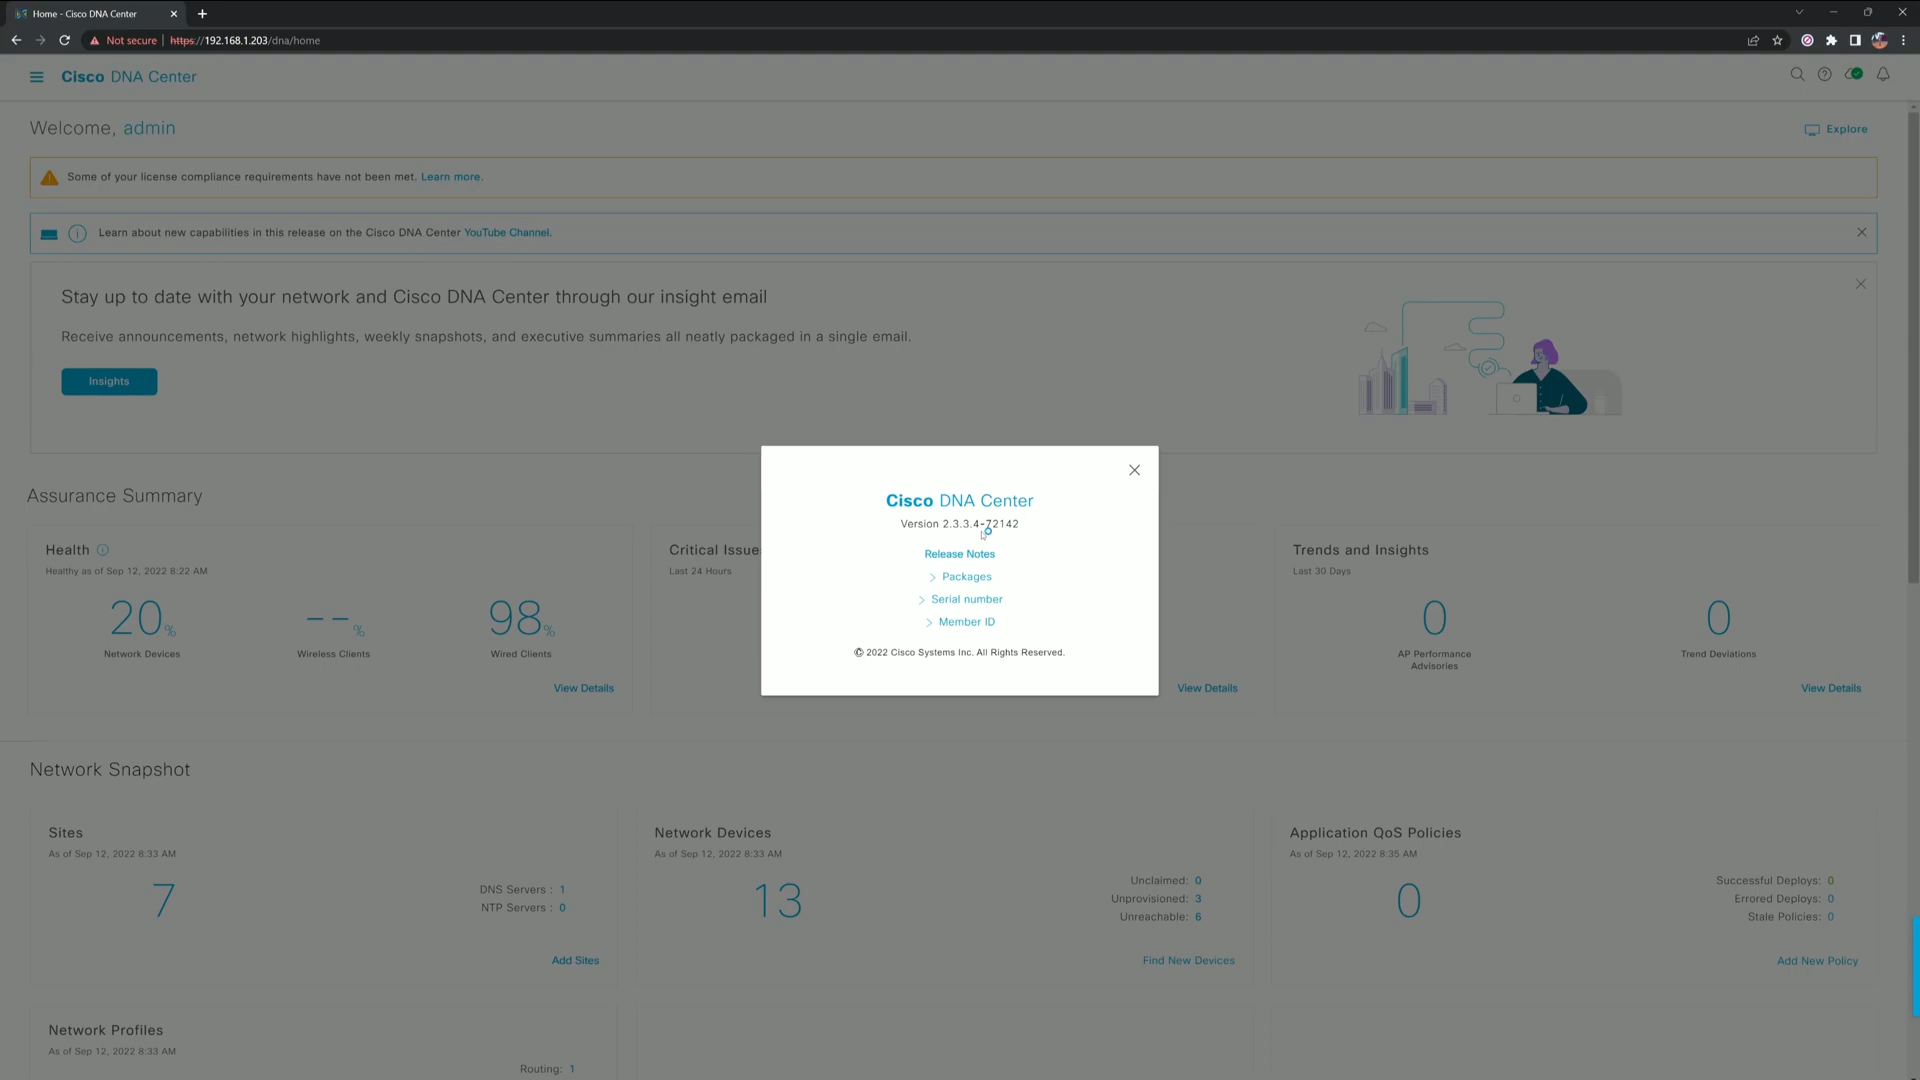 Home - Cisco DNA Center
Not secure | https://192.168.1.203/dna/home
Cisco DNA Center
Welcome, admin
Explore
Some of your license compliance requirements have not been met. Learn more.
Learn about new capabilities in this release on the Cisco DNA Center YouTube Channel.
Stay up to date with your network and Cisco DNA Center through our insight email
Receive announcements, network highlights, weekly snapshots, and executive summaries all neatly packaged in a single email.
Insights
Cisco DNA Center
Version 2.3.3.4-72142
Release Notes
Packages
Serial number
Member ID
© 2022 Cisco Systems Inc. All Rights Reserved.
Assurance Summary
Health
Healthy as of Sep 12, 2022 8:22 AM
20%
Network Devices
--%
Wireless Clients
98%
Wired Clients
View Details
Critical Issue
Last 24 Hours
View Details
Trends and Insights
Last 30 Days
0
AP Performance
Advisories
0
Trend Deviations
View Details
Network Snapshot
Sites
As of Sep 12, 2022 8:33 AM
7
DNS Servers : 1
NTP Servers : 0
Add Sites
Network Devices
As of Sep 12, 2022 8:33 AM
13
Unclaimed: 0
Unprovisioned: 3
Unreachable: 6
Find New Devices
Application QoS Policies
As of Sep 12, 2022 8:35 AM
0
Successful Deploys: 0
Errored Deploys: 0
Stale Policies: 0
Add New Policy
Network Profiles
As of Sep 12, 2022 8:33 AM
Routing: 1